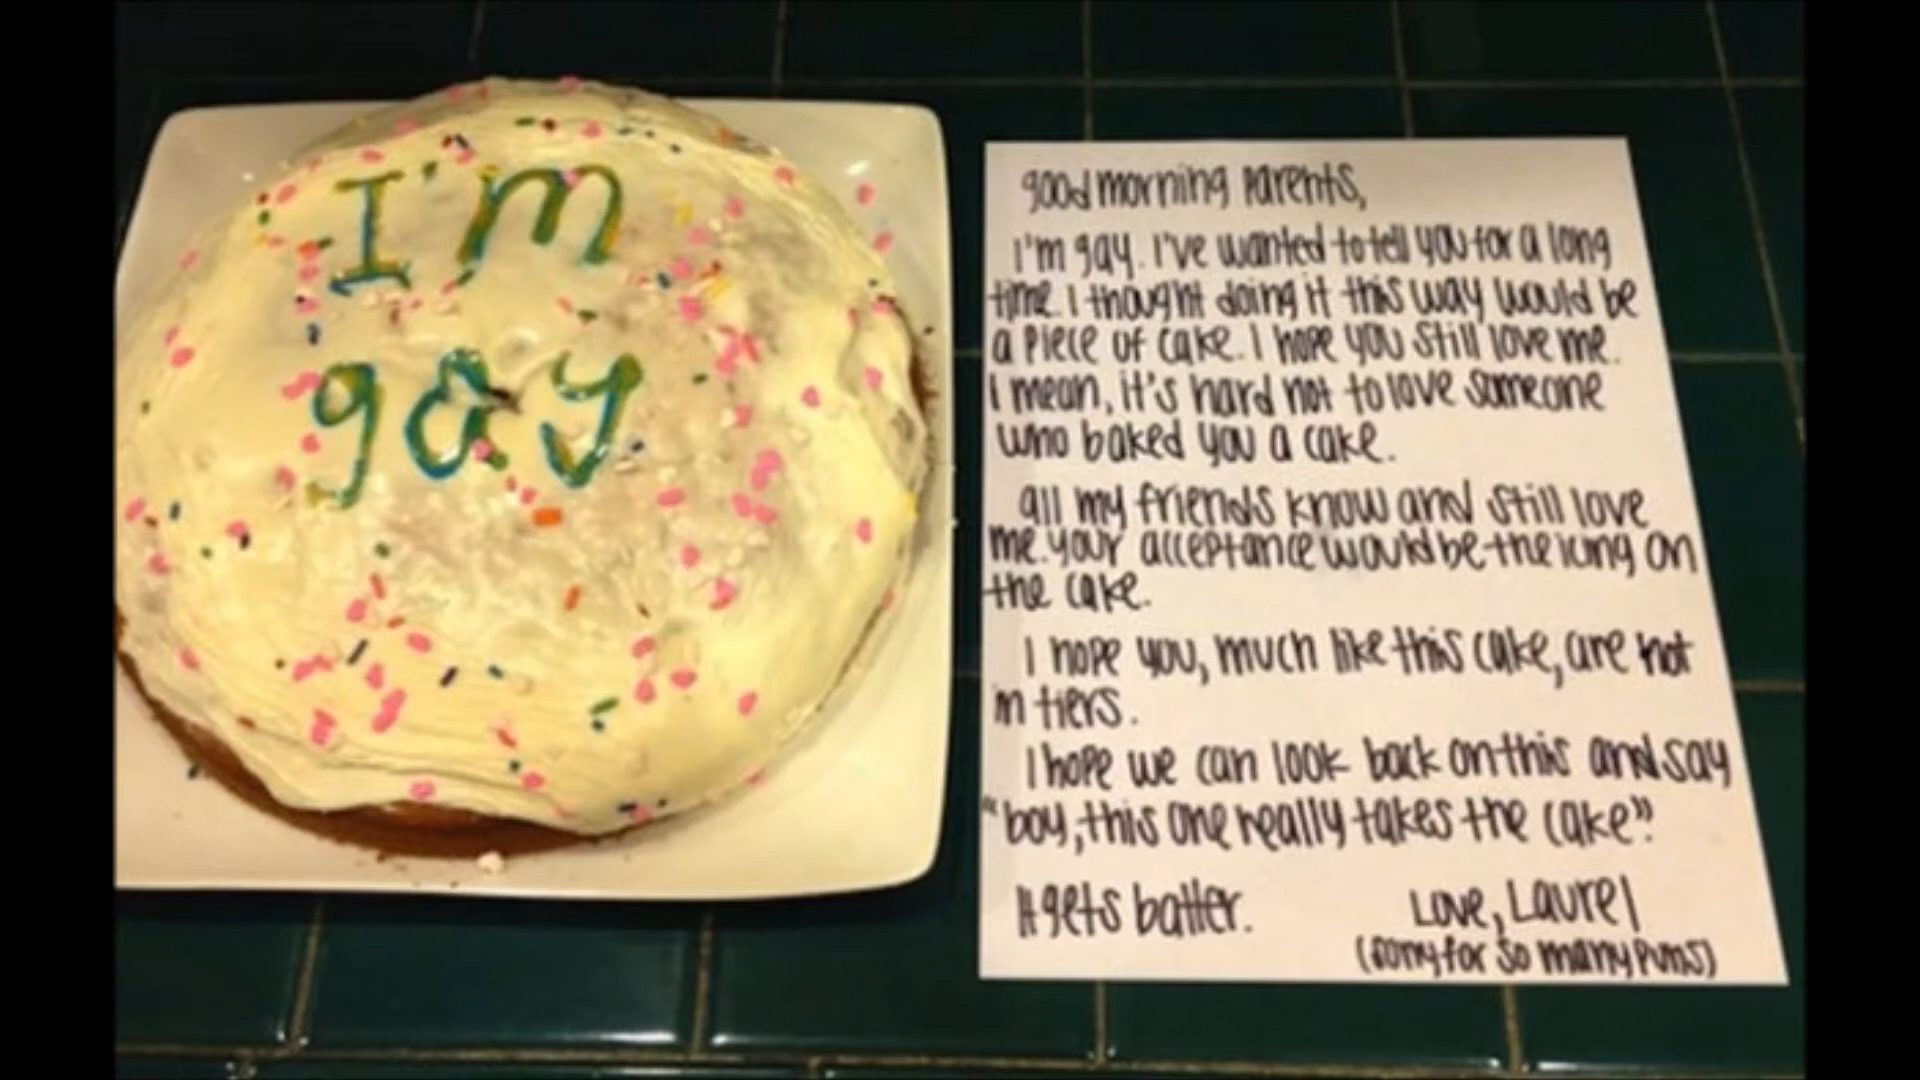 I'm
gay
good morning parents,
I'm gay. I've wanted to tell you for a long
time. I thought doing it this way would be
a piece of cake. I hope you still love me.
I mean, it's hard not to love someone
who baked you a cake.
all my friends know and still love
me. your acceptance would be the icing on
the cake.
I hope you, much like this cake, are not
in tiers.
I hope we can look back on this and say
"boy, this one really takes the cake".
It gets batter.
Love, Laurel
(sorry for so many puns)